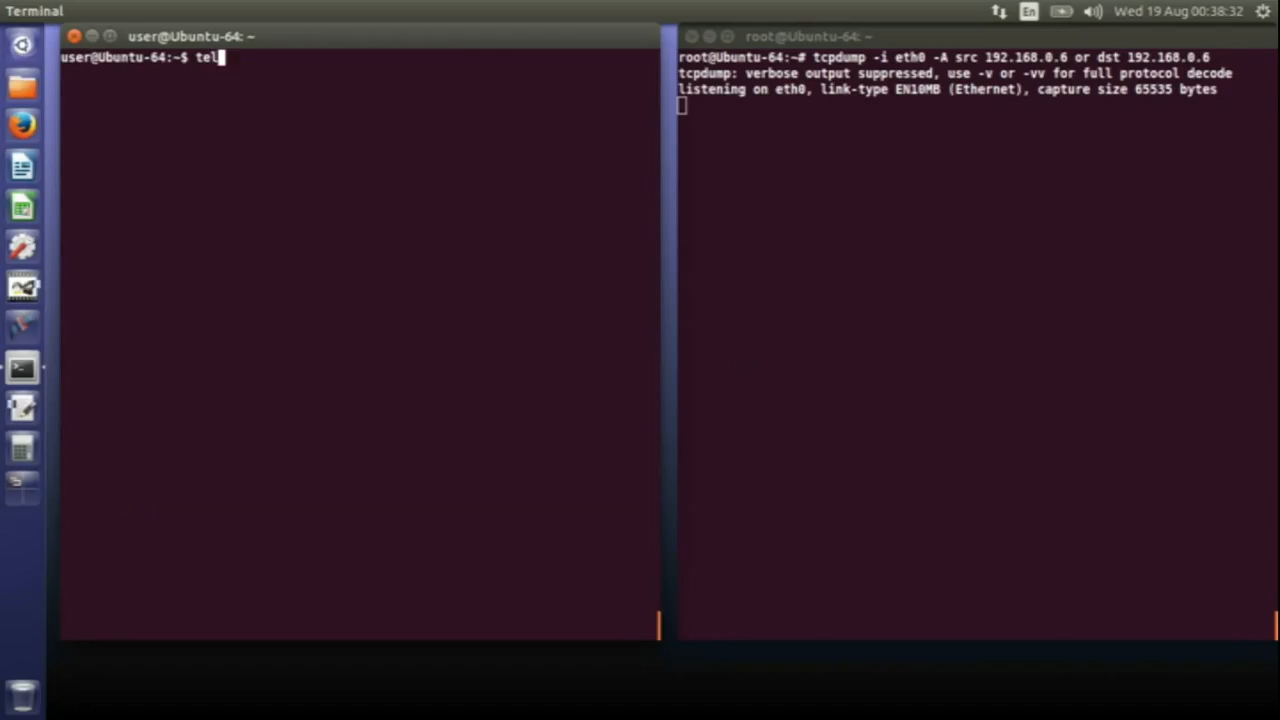 Terminal
En
Wed 19 Aug 00:38:32
user@Ubuntu-64: ~
user@Ubuntu-64:~$ tel
root@Ubuntu-64: ~
root@Ubuntu-64:~# tcpdump -i eth0 -A src 192.168.0.6 or dst 192.168.0.6
tcpdump: verbose output suppressed, use -v or -vv for full protocol decode
listening on eth0, link-type EN10MB (Ethernet), capture size 65535 bytes